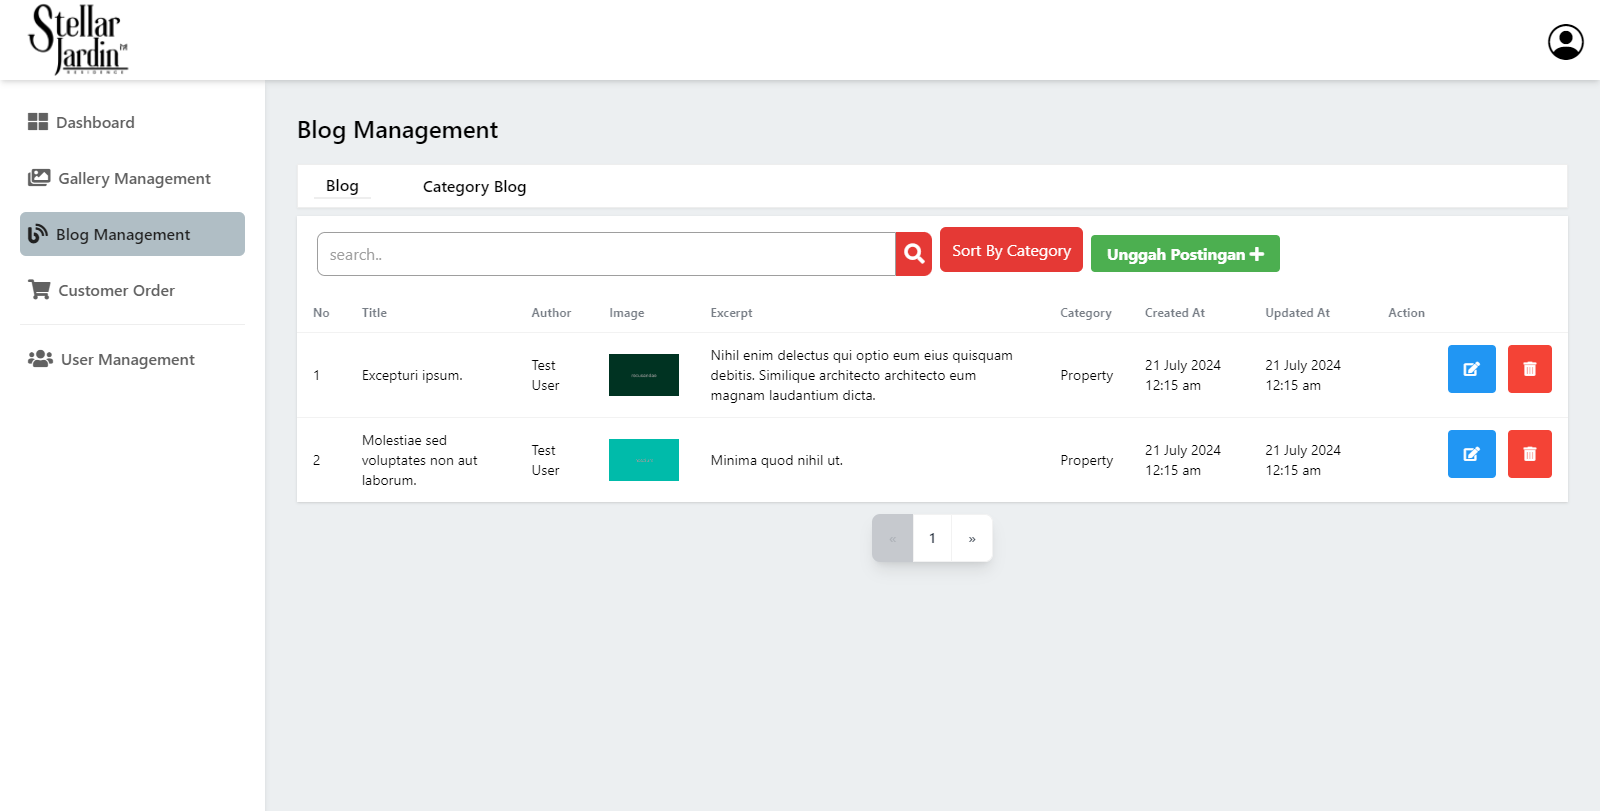 Stellar
Jardin
RESIDENCE
Dashboard
Gallery Management
Blog Management
Customer Order
User Management
Blog Management
Blog
Category Blog
search..
Sort By Category
Unggah Postingan
No
Title
Author
Image
Excerpt
Category
Created At
Updated At
Action
1
Excepturi ipsum.
Test
User
Nihil enim delectus qui optio eum eius quisquam
debitis. Similique architecto architecto eum
magnam laudantium dicta.
Property
21 July 2024
12:15 am
21 July 2024
12:15 am
2
Molestiae sed
voluptates non aut
laborum.
Test
User
Minima quod nihil ut.
Property
21 July 2024
12:15 am
21 July 2024
12:15 am
«
1
»